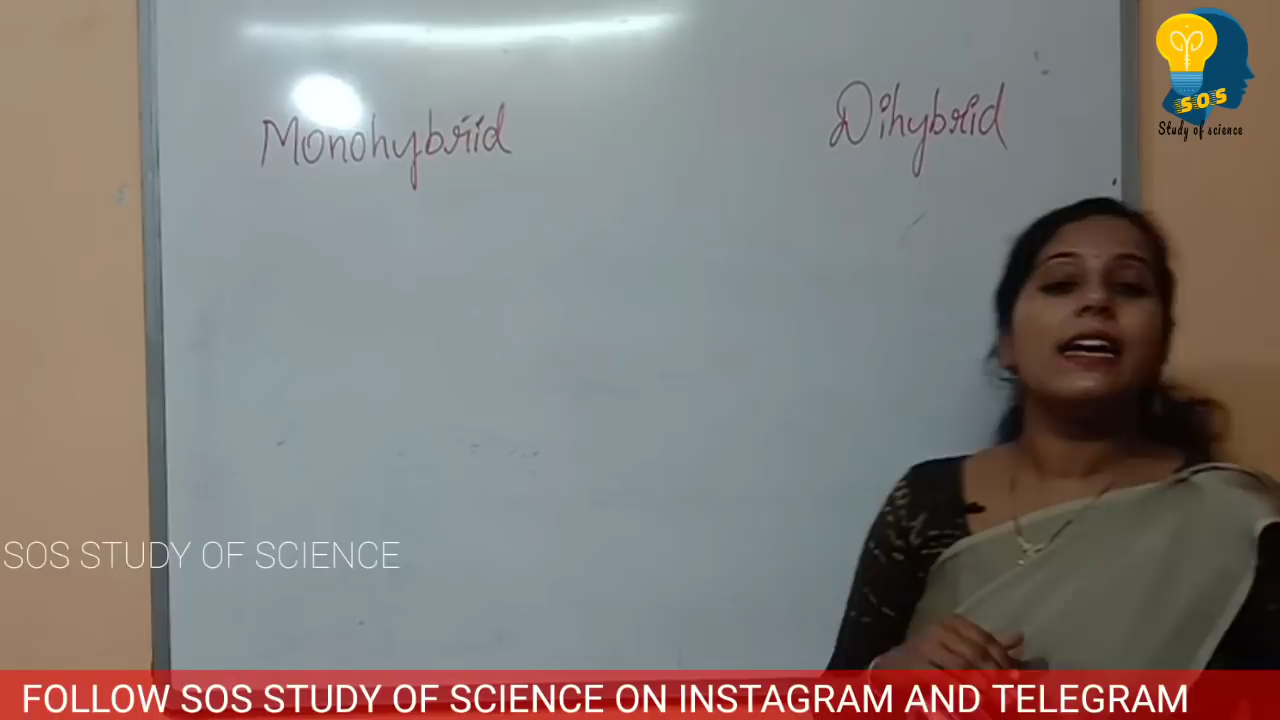 Monohybrid
Dihybrid
SOS
Study of science
SOS STUDY OF SCIENCE
FOLLOW SOS STUDY OF SCIENCE ON INSTAGRAM AND TELEGRAM